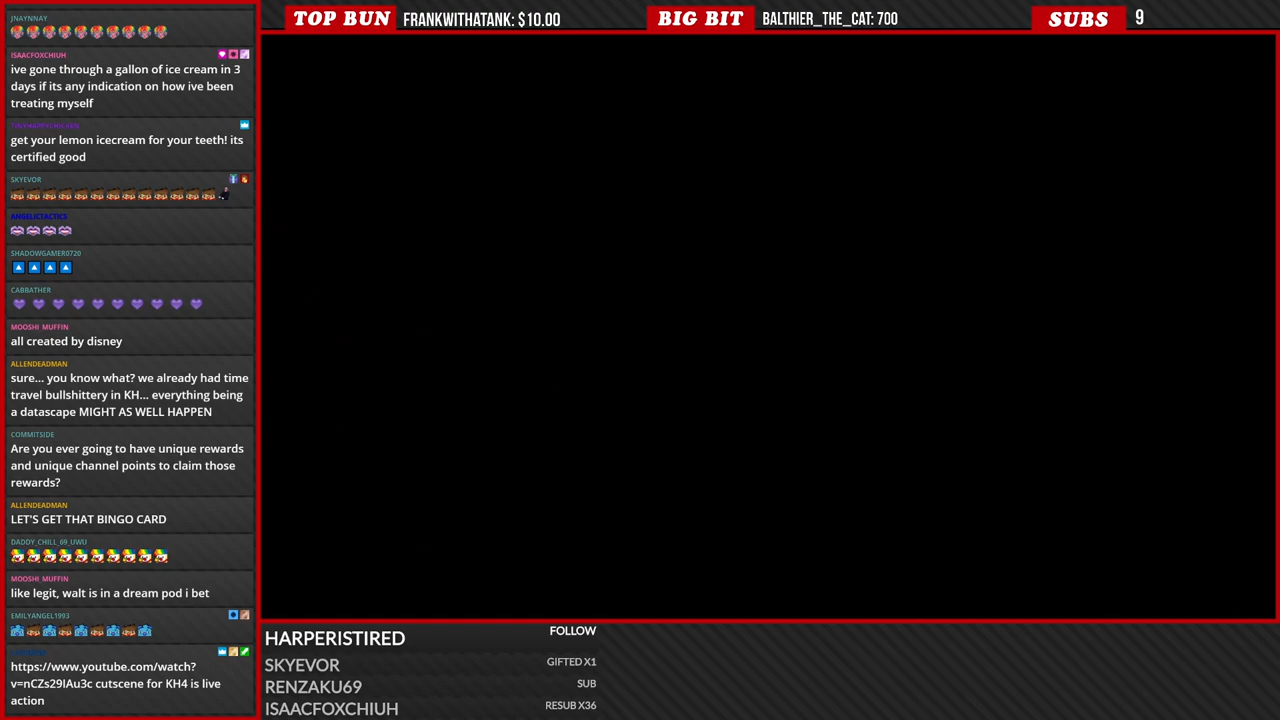 TOP BUN FRANKWITHATANK: $10.00 BIG BIT BALTHIER_THE_CAT: 700 SUBS 9
JNAYNNAY
ISAACFOXCHIUH
ive gone through a gallon of ice cream in 3
days if its any indication on how ive been
treating myself
TINYHAPPYCHICKEN
get your lemon icecream for your teeth! its
certified good
SKYEVOR
ANGELICTACTICS
SHADOWGAMER0720
CABBATHER
MOOSHI_MUFFIN
all created by disney
ALLENDEADMAN
sure... you know what? we already had time
travel bullshittery in KH... everything being
a datascape MIGHT AS WELL HAPPEN
COMMITSIDE
Are you ever going to have unique rewards
and unique channel points to claim those
rewards?
ALLENDEADMAN
LET'S GET THAT BINGO CARD
DADDY_CHILL_69_UWU
MOOSHI_MUFFIN
like legit, walt is in a dream pod i bet
EMILYANGEL1993
https://www.youtube.com/watch?
v=nCZs29IAu3c cutscene for KH4 is live
action
HARPERISTIRED FOLLOW
SKYEVOR GIFTED X1
RENZAKU69 SUB
ISAACFOXCHIUH RESUB X36